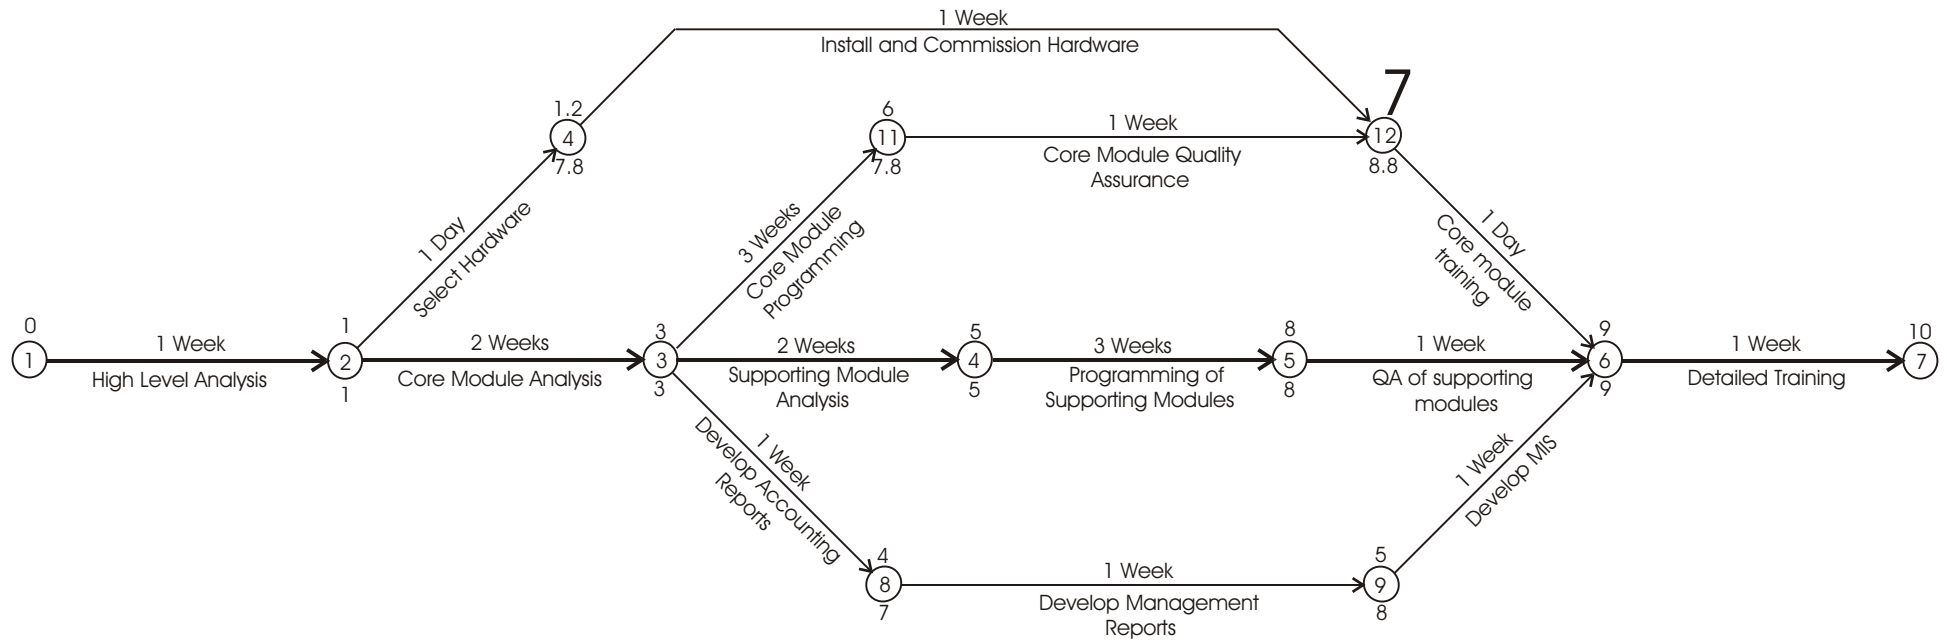 1 Week
Install and Commission Hardware
7
1.2
4
7.8
6
11
7.8
1 Week
Core Module Quality
Assurance
12
8.8
1 Day
Select Hardware
3 Weeks
Core Module
Programming
1 Day
Core module
training
0
1
1 Week
High Level Analysis
1
2
1
2 Weeks
Core Module Analysis
3
3
3
2 Weeks
Supporting Module
Analysis
5
4
5
3 Weeks
Programming of
Supporting Modules
8
5
8
1 Week
QA of supporting
modules
9
6
9
1 Week
Detailed Training
10
7
1 Week
Develop Accounting
Reports
1 Week
Develop MIS
4
8
7
1 Week
Develop Management
Reports
5
9
8